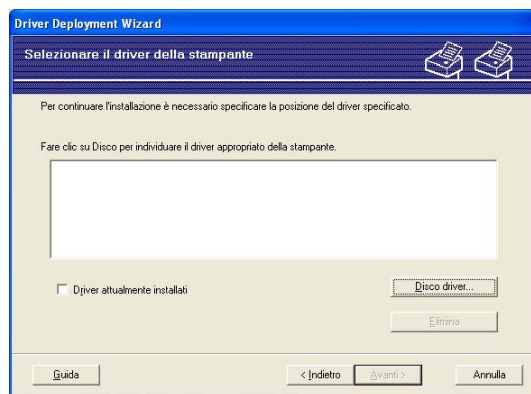 Driver Deployment Wizard
Selezionare il driver della stampante
Per continuare l'installazione è necessario specificare la posizione del driver specificato.
Fare clic su Disco per individuare il driver appropriato della stampante.
Driver attualmente installati
Disco driver...
Elimina
Guida
< Indietro
Avanti >
Annulla